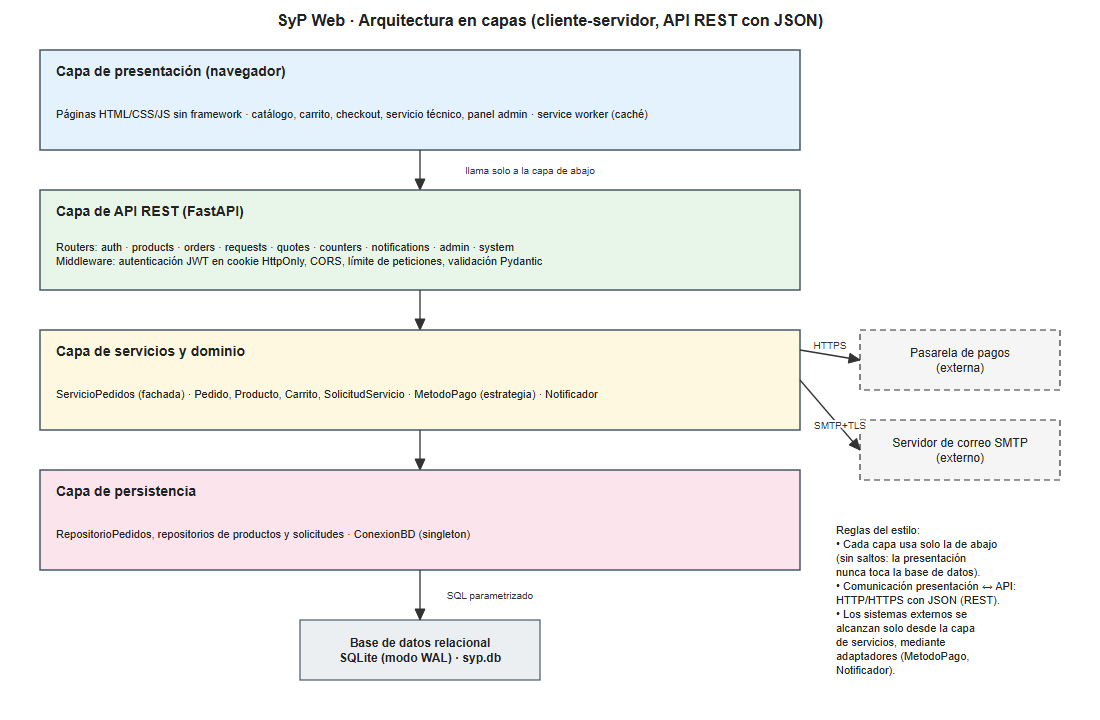 SyP Web · Arquitectura en capas (cliente-servidor, API REST con JSON)
Capa de presentación (navegador)
Páginas HTML/CSS/JS sin framework · catálogo, carrito, checkout, servicio técnico, panel admin · service worker (caché)
llama solo a la capa de abajo
Capa de API REST (FastAPI)
Routers: auth · products · orders · requests · quotes · counters · notifications · admin · system
Middleware: autenticación JWT en cookie HttpOnly, CORS, límite de peticiones, validación Pydantic
Capa de servicios y dominio
ServicioPedidos (fachada) · Pedido, Producto, Carrito, SolicitudServicio · MetodoPago (estrategia) · Notificador
HTTPS
Pasarela de pagos
(externa)
SMTP+TLS
Servidor de correo SMTP
(externo)
Capa de persistencia
RepositorioPedidos, repositorios de productos y solicitudes · ConexionBD (singleton)
SQL parametrizado
Base de datos relacional
SQLite (modo WAL) · syp.db
Reglas del estilo:
• Cada capa usa solo la de abajo
(sin saltos: la presentación
nunca toca la base de datos).
• Comunicación presentación ↔ API:
HTTP/HTTPS con JSON (REST).
• Los sistemas externos se
alcanzan solo desde la capa
de servicios, mediante
adaptadores (MetodoPago,
Notificador).